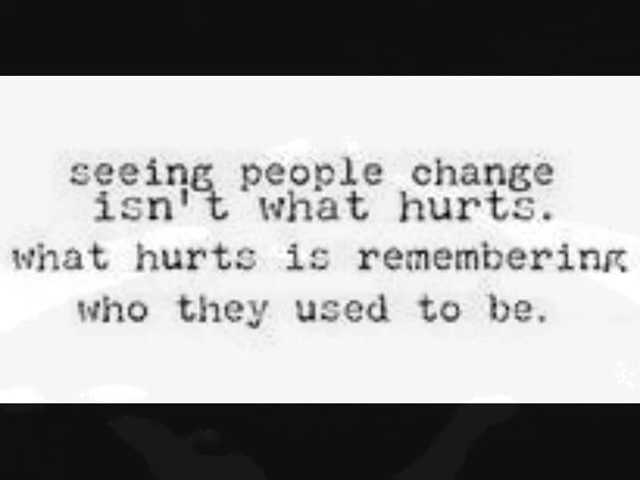 seeing people change
isn't what hurts.
what hurts is remembering
who they used to be.